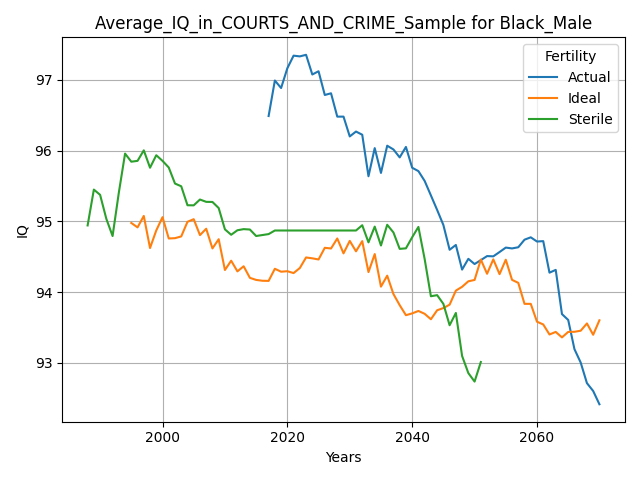 Average_IQ_in_COURTS_AND_CRIME_Sample for Black_Male
Fertility
Actual
Ideal
Sterile
97
96
95
94
93
IQ
2000
2020
2040
2060
Years